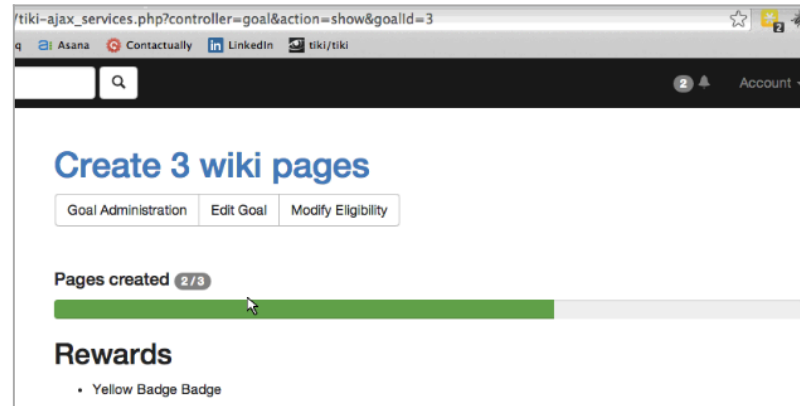 /tiki-ajax_services.php?controller=goal&action=show&goalId=3
q Asana Contactually LinkedIn tiki/tiki
2
2 Account
Create 3 wiki pages
Goal Administration Edit Goal Modify Eligibility
Pages created 2/3
Rewards
• Yellow Badge Badge